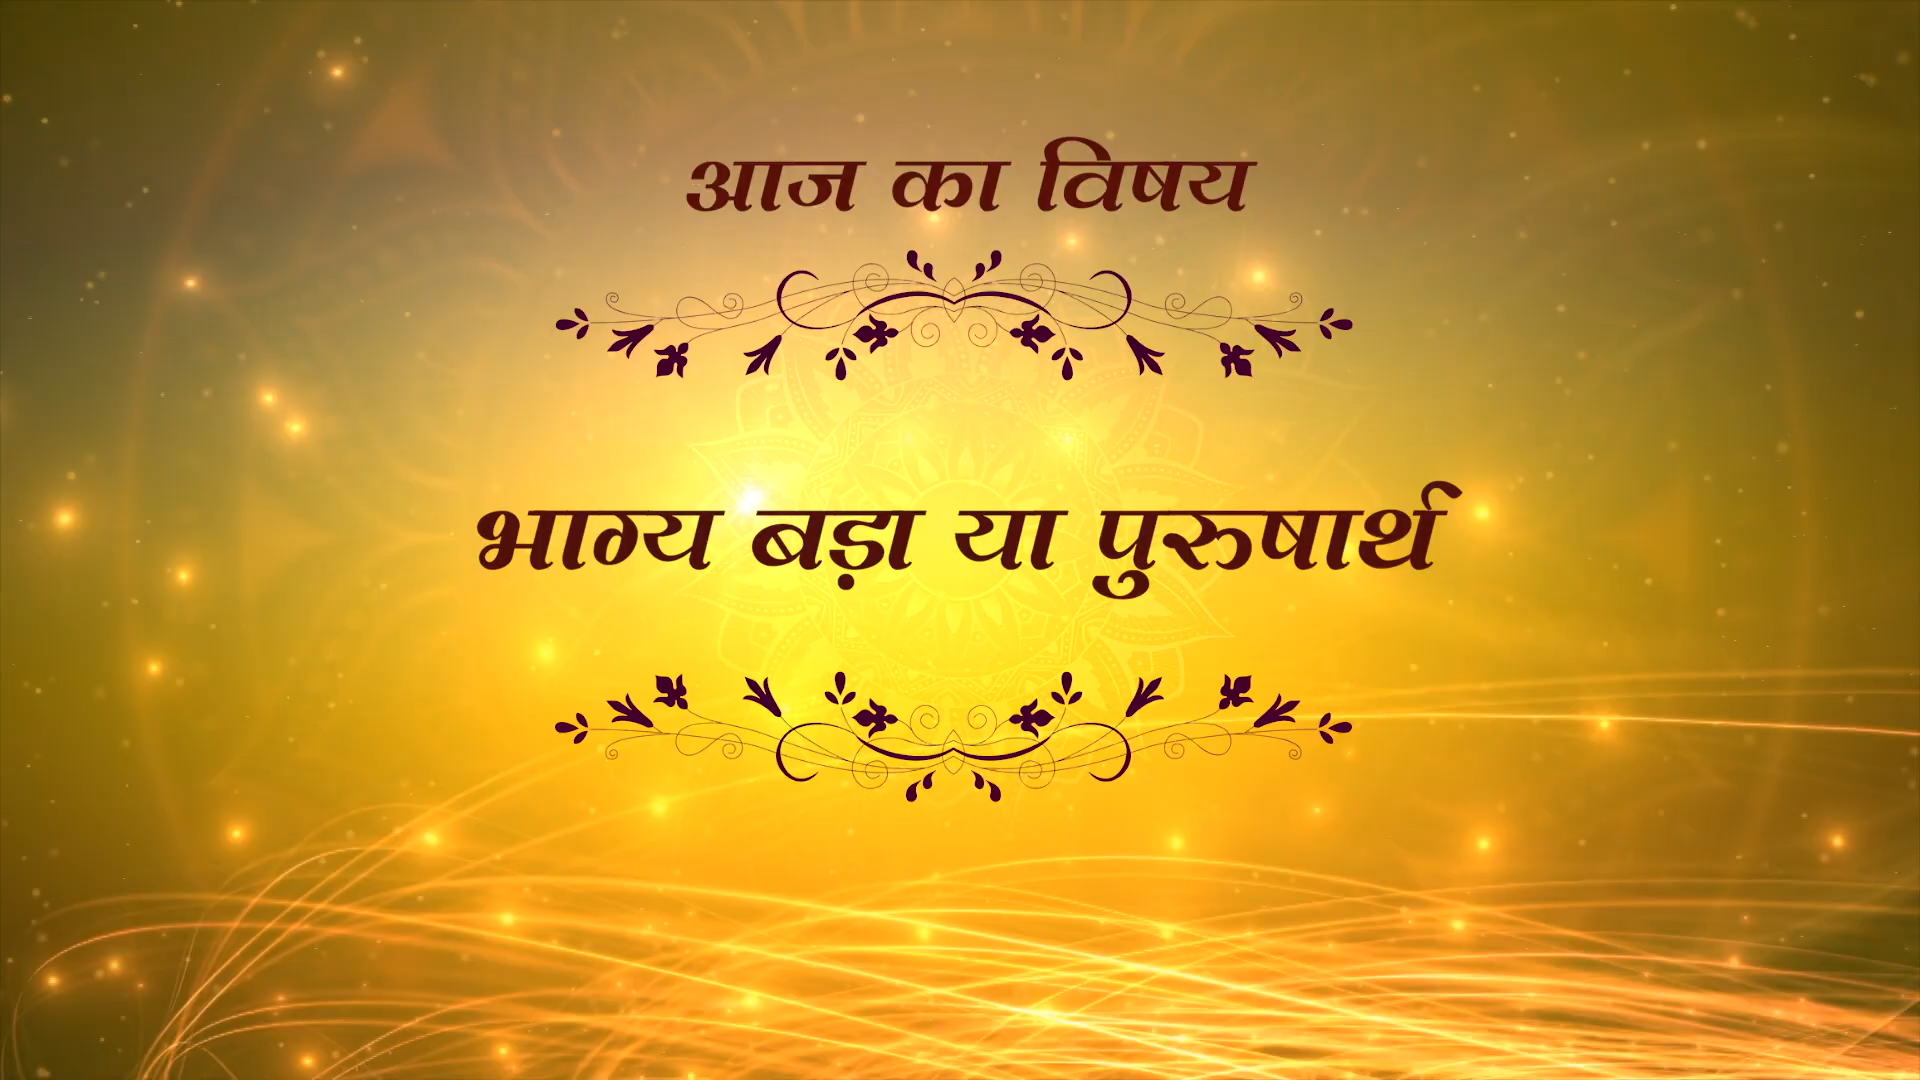 आज का विषय
भाग्य बड़ा या पुरुषार्थ